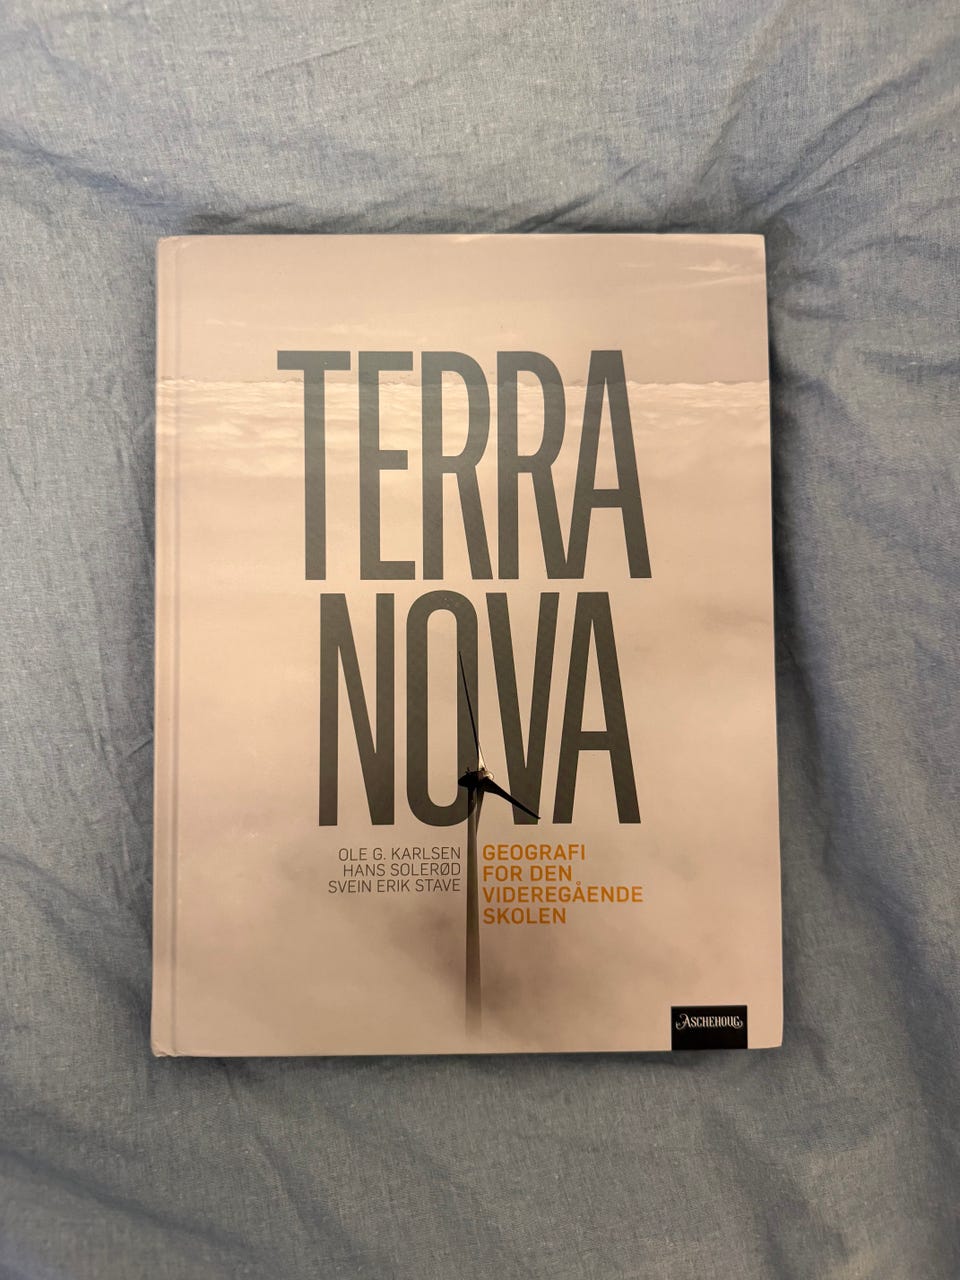 TERRA
NOVA
OLE G. KARLSEN
HANS SOLERØD
SVEIN ERIK STAVE
GEOGRAFI
FOR DEN
VIDEREGÅENDE
SKOLEN
ASCHEHOUG